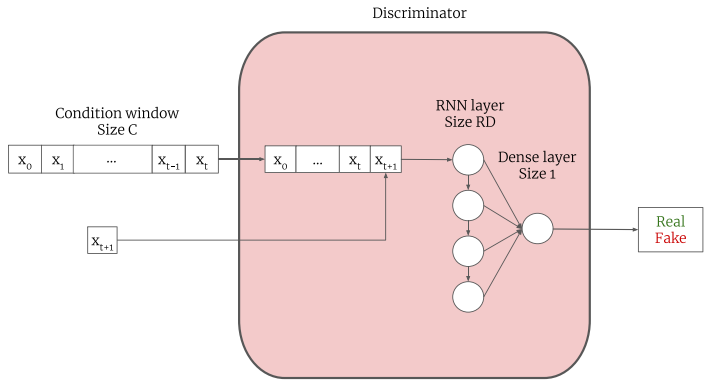 Discriminator
Condition window
Size C
x₀ x₁ ... xₜ₋₁ xₜ
x₀ ... xₜ xₜ₊₁
xₜ₊₁
RNN layer
Size RD
Dense layer
Size 1
Real
Fake